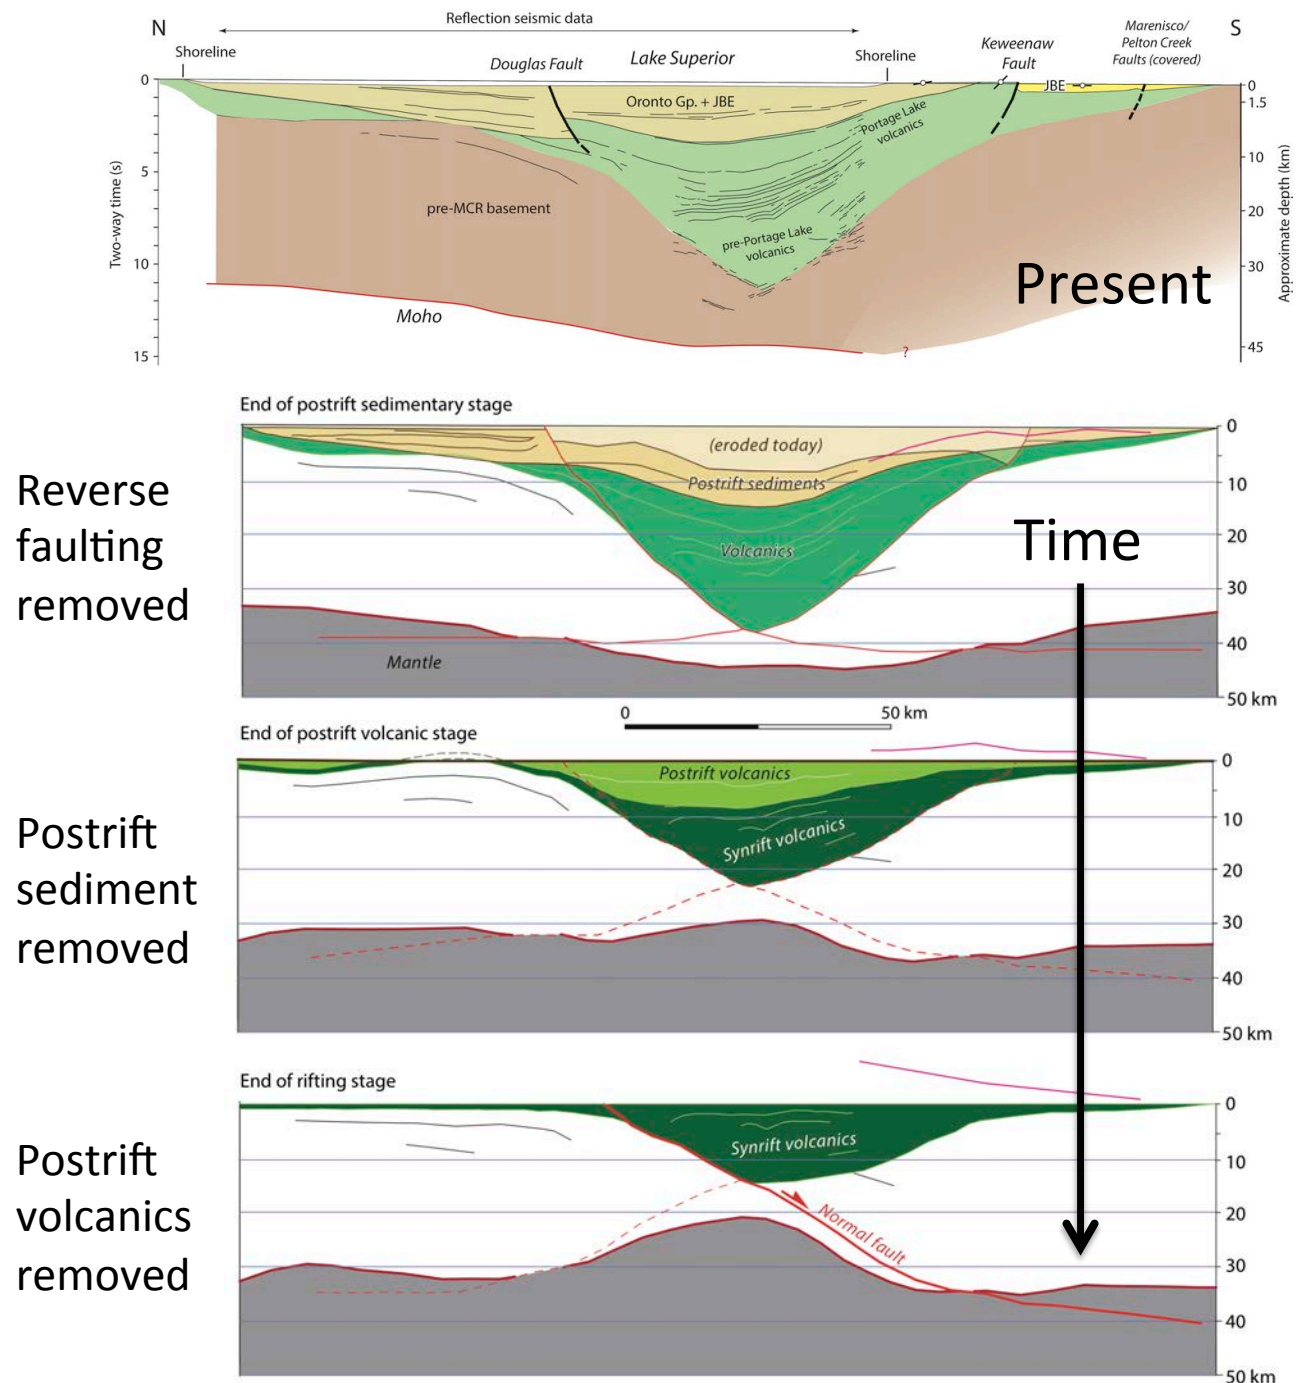 Reflection seismic data
N
S
Shoreline
Douglas Fault
Lake Superior
Shoreline
Keweenaw
Fault
Marenisco/
Pelton Creek
Faults (covered)
0
5
10
15
Two-way time (s)
Oronto Gp. + JBE
Portage Lake
volcanics
JBE
pre-MCR basement
pre-Portage Lake
volcanics
Moho
?
Present
0
1.5
10
20
30
45
Approximate depth (km)
End of postrift sedimentary stage
Reverse
faulting
removed
(eroded today)
Postrift sediments
Volcanics
Mantle
Time
0
10
20
30
40
50 km
0
50 km
End of postrift volcanic stage
Postrift
sediment
removed
Postrift volcanics
Synrift volcanics
0
10
20
30
40
50 km
End of rifting stage
Postrift
volcanics
removed
Synrift volcanics
Normal fault
0
10
20
30
40
50 km